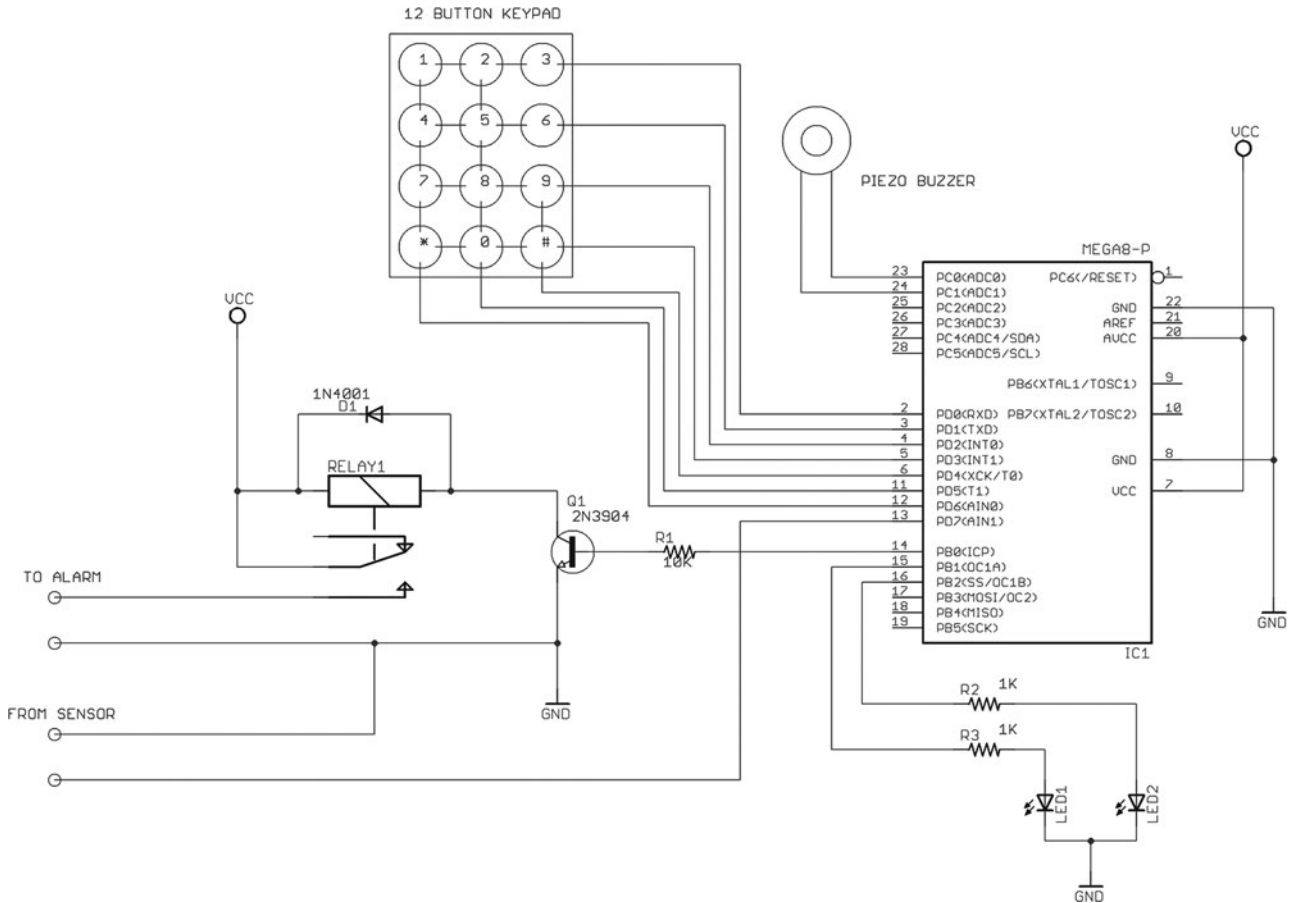 12 BUTTON KEYPAD
1 2 3
4 5 6
7 8 9
* 0 #
PIEZO BUZZER
VCC
MEGA8-P
23 PC0(ADC0) PC6(/RESET) 1
24 PC1(ADC1)
25 PC2(ADC2) GND 22
26 PC3(ADC3) AREF 21
27 PC4(ADC4/SDA) AVCC 20
28 PC5(ADC5/SCL)
PB6(XTAL1/TOSC1) 9
2 PD0(RXD) PB7(XTAL2/TOSC2) 10
3 PD1(TXD)
4 PD2(INT0)
5 PD3(INT1) GND 8
6 PD4(XCK/T0)
11 PD5(T1) VCC 7
12 PD6(AIN0)
13 PD7(AIN1)
14 PB0(ICP)
15 PB1(OC1A)
16 PB2(SS/OC1B)
17 PB3(MOSI/OC2)
18 PB4(MISO)
19 PB5(SCK)
IC1
GND
VCC
1N4001
D1
RELAY1
Q1
2N3904
R1
10K
TO ALARM
FROM SENSOR
GND
R2 1K
R3 1K
LED1
LED2
GND